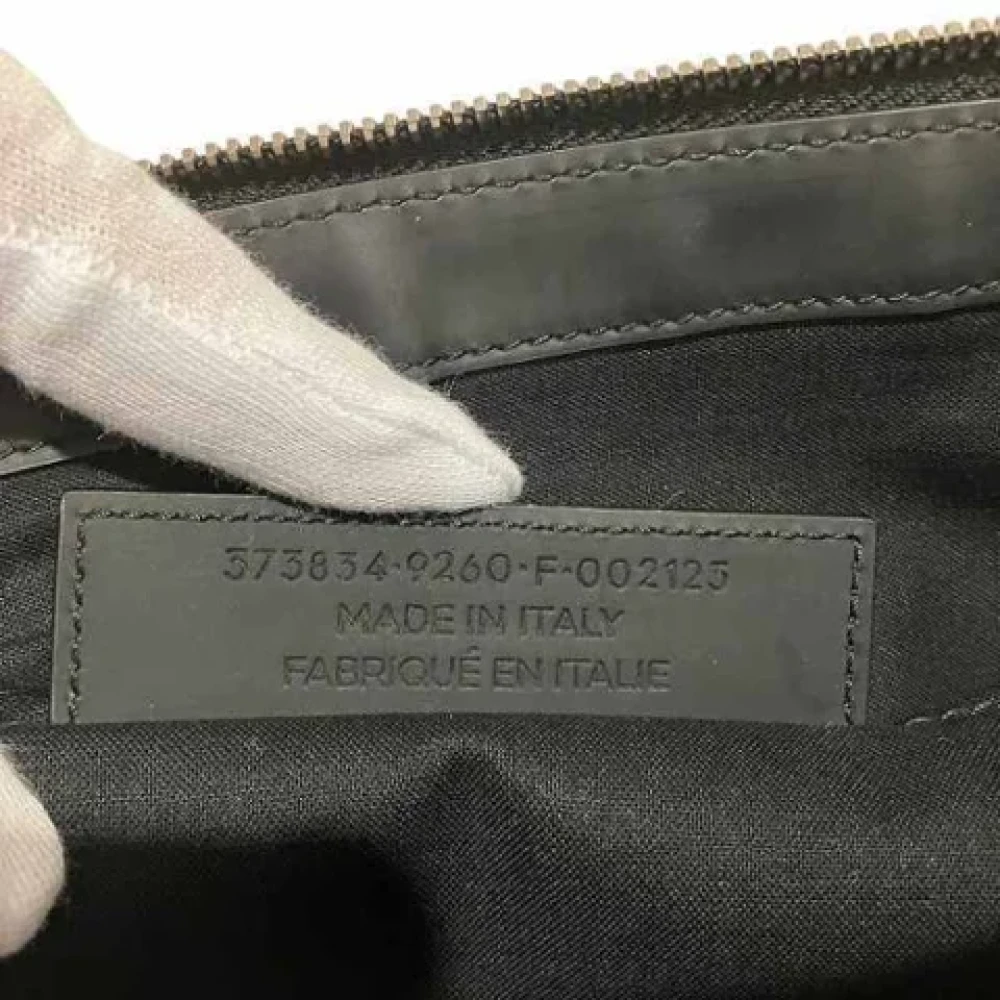 373834·9260·F·002123
MADE IN ITALY
FABRIQUÉ EN ITALIE